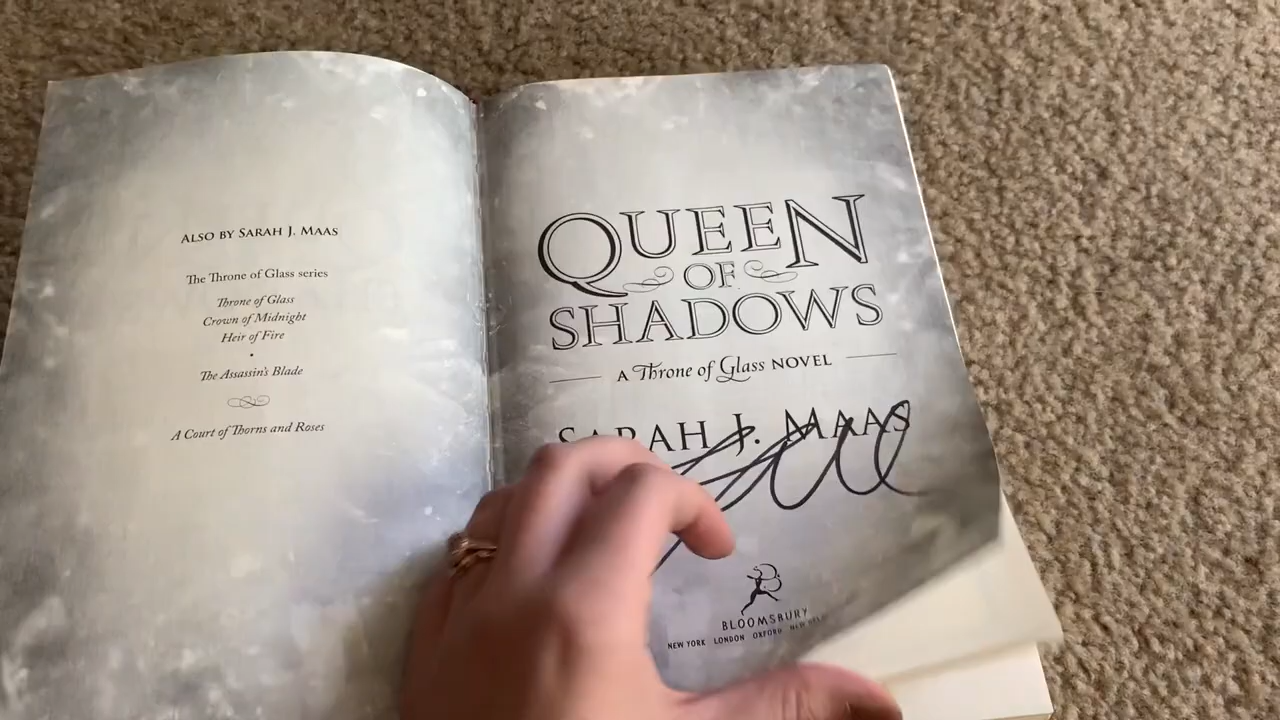 ALSO BY SARAH J. MAAS
The Throne of Glass series
Throne of Glass
Crown of Midnight
Heir of Fire
The Assassin's Blade
A Court of Thorns and Roses
QUEEN
OF
SHADOWS
A Throne of Glass NOVEL
SARAH J. MAAS
BLOOMSBURY
NEW YORK LONDON OXFORD NEW